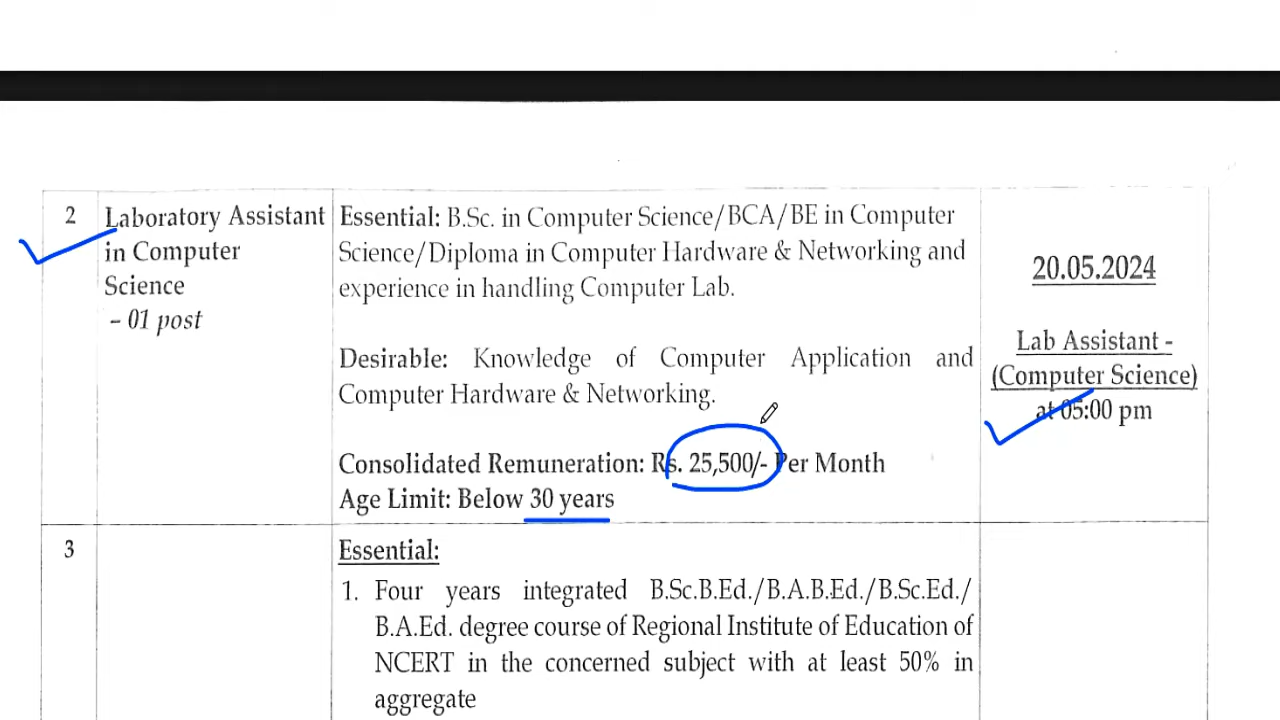 2
Laboratory Assistant
in Computer
Science
– 01 post
Essential: B.Sc. in Computer Science/BCA/BE in Computer
Science/Diploma in Computer Hardware & Networking and
experience in handling Computer Lab.
Desirable: Knowledge of Computer Application and
Computer Hardware & Networking.
Consolidated Remuneration: Rs. 25,500/- Per Month
Age Limit: Below 30 years
20.05.2024
Lab Assistant -
(Computer Science)
at 05:00 pm
3
Essential:
1. Four years integrated B.Sc.B.Ed./B.A.B.Ed./B.Sc.Ed./
B.A.Ed. degree course of Regional Institute of Education of
NCERT in the concerned subject with at least 50% in
aggregate